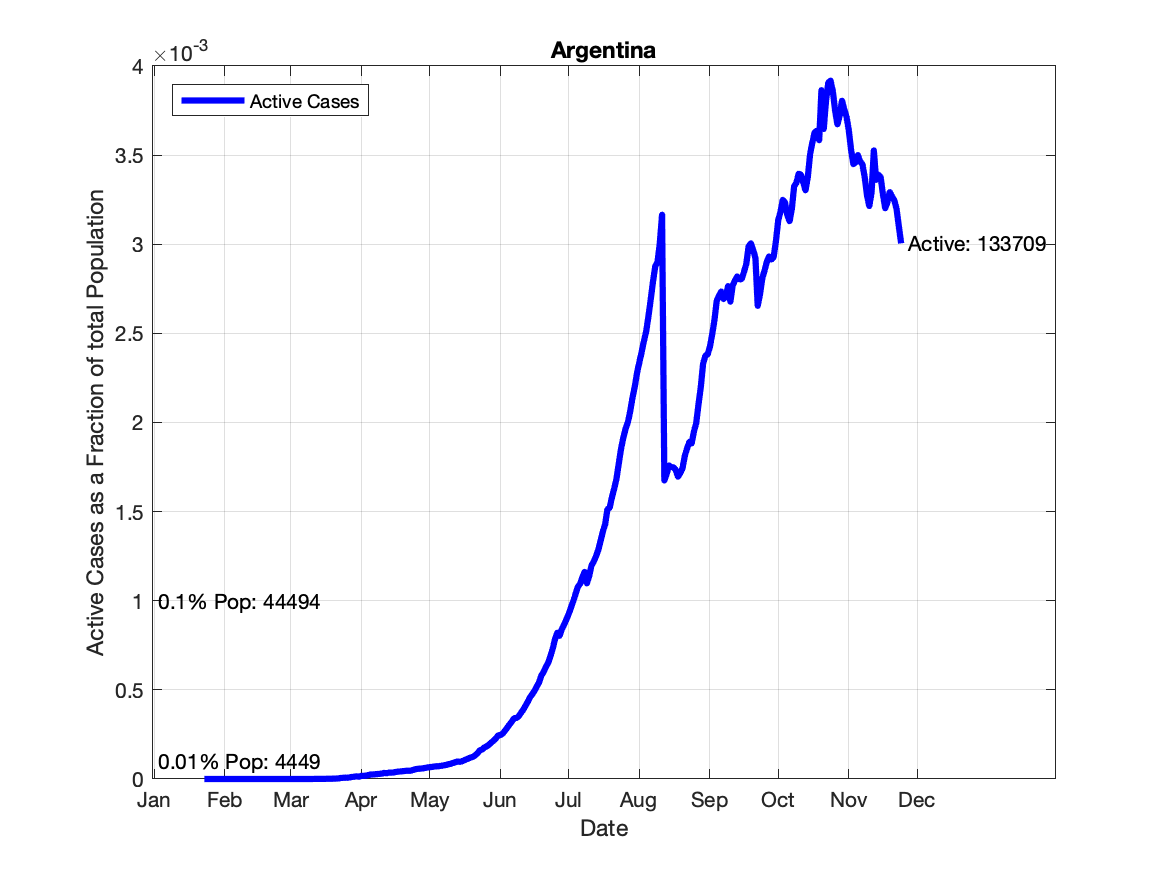 Argentina
×10-3
4
3.5
3
2.5
2
1.5
1
0.5
0
Active Cases
Active Cases as a Fraction of total Population
Active: 133709
0.1% Pop: 44494
0.01% Pop: 4449
Jan Feb Mar Apr May Jun Jul Aug Sep Oct Nov Dec
Date